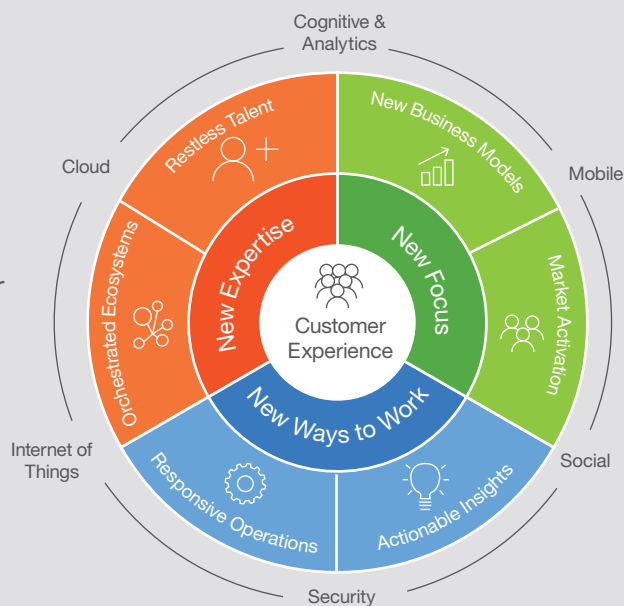 Cognitive &
Analytics
Restless Talent
New Business Models
Cloud
Mobile
New Expertise
New Focus
Orchestrated Ecosystems
Market Activation
Customer
Experience
New Ways to Work
Internet of
Things
Social
Responsive Operations
Actionable Insights
Security